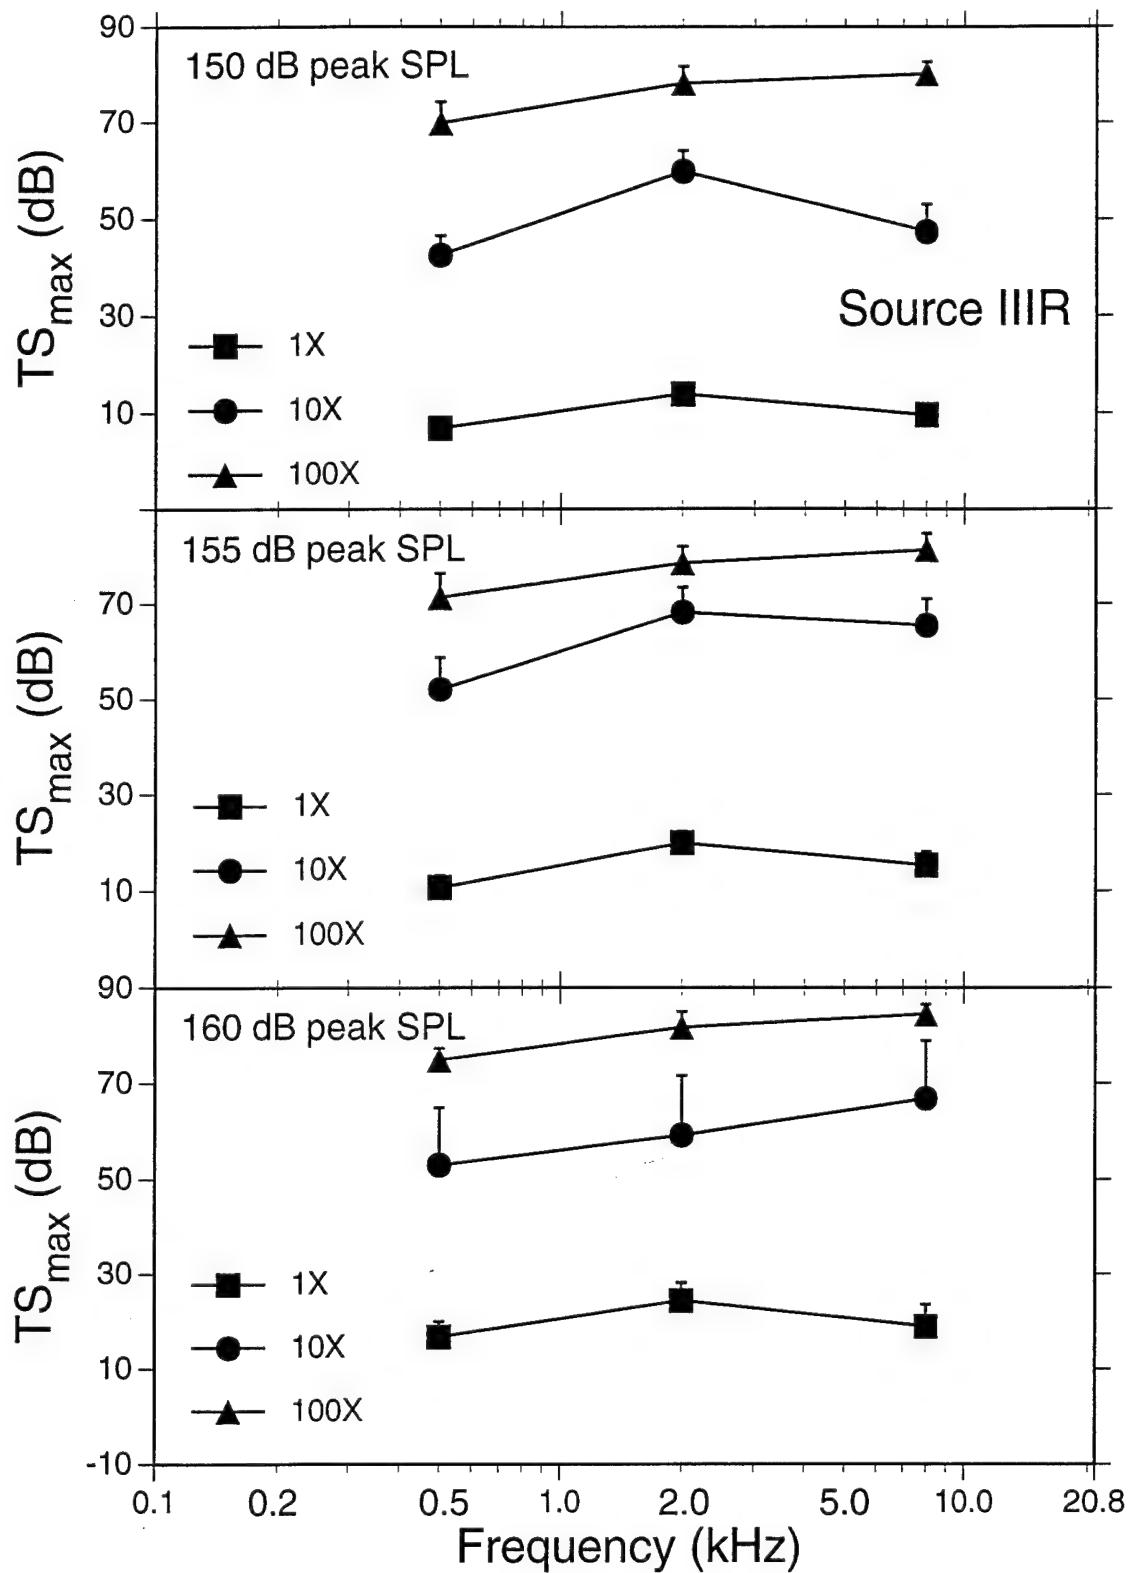 90
150 dB peak SPL
70
50
30
10
TSmax (dB)
Source IIIR
1X
10X
100X
155 dB peak SPL
70
50
30
10
TSmax (dB)
1X
10X
100X
90
160 dB peak SPL
70
50
30
10
-10
TSmax (dB)
1X
10X
100X
0.1 0.2 0.5 1.0 2.0 5.0 10.0 20.8
Frequency (kHz)